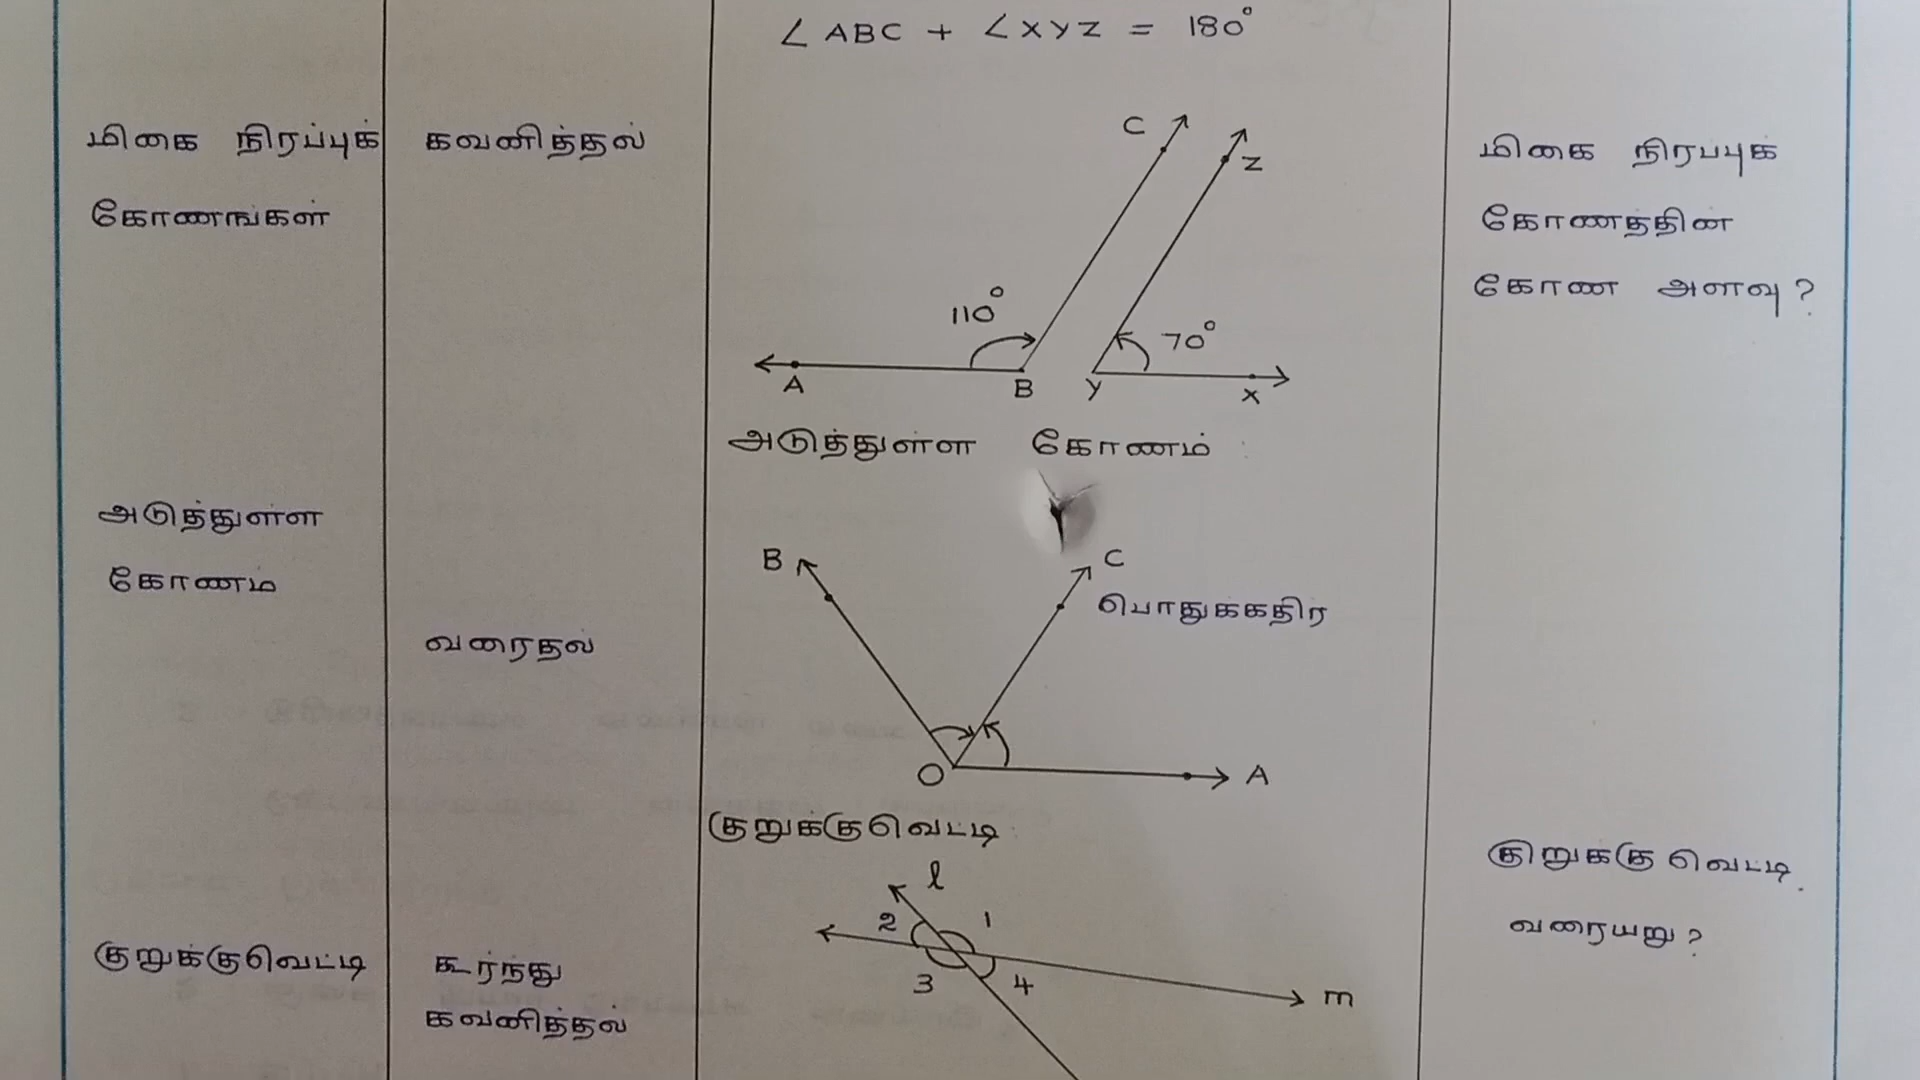 ∠ABC + ∠XYZ = 180°
மிகை நிரப்புக்
கோணங்கள்
கவனித்தல்
C
Z
110°
70°
A
B
Y
X
மிகை நிரப்புக்
கோணத்தின்
கோண அளவு?
அடுத்துள்ள கோணம் :
அடுத்துள்ள
கோணம்
வரைதல்
B
C
பொதுக்கதிர்
O
A
குறுக்குவெட்டி :
l
2
1
3
4
m
குறுக்குவெட்டி
கூர்ந்து
கவனித்தல்
குறுக்கு வெட்டி
வரையறு?